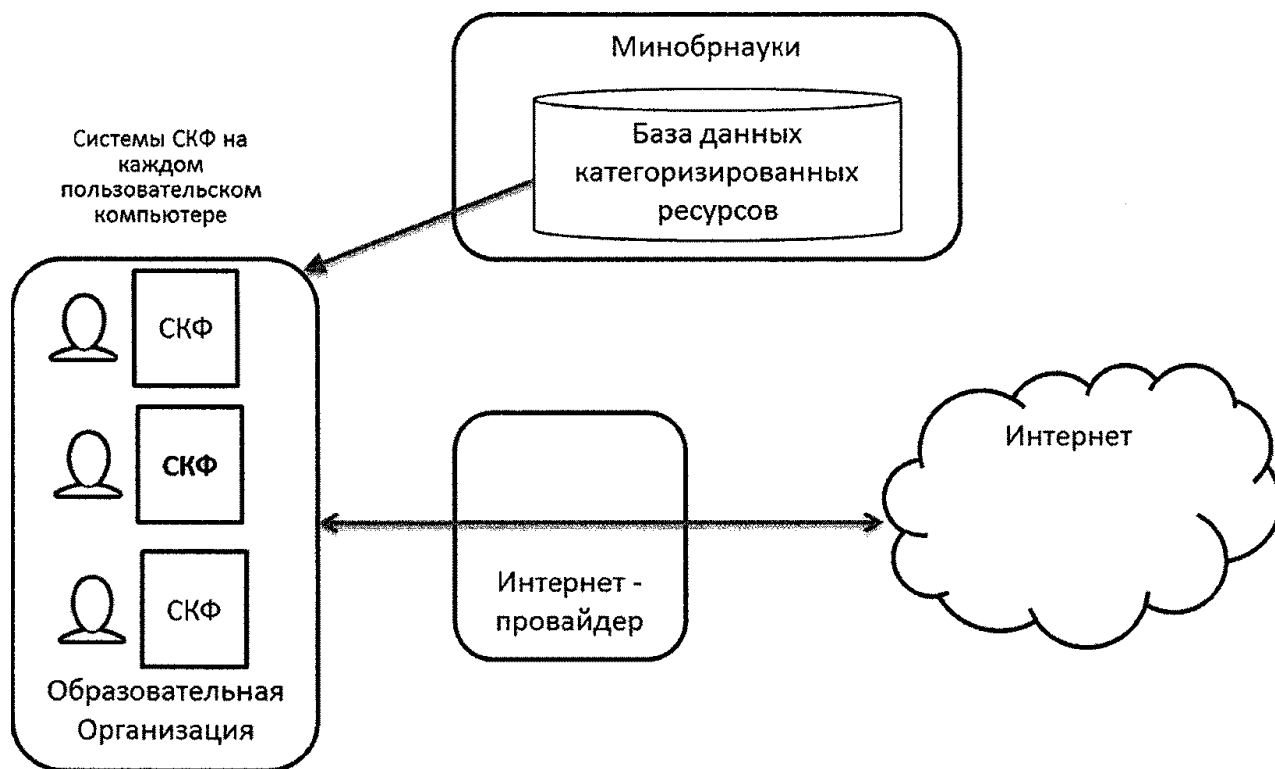 Минобрнауки
База данных
категоризированных
ресурсов
Системы СКФ на
каждом
пользовательском
компьютере
СКФ
СКФ
СКФ
Образовательная
Организация
Интернет -
провайдер
Интернет